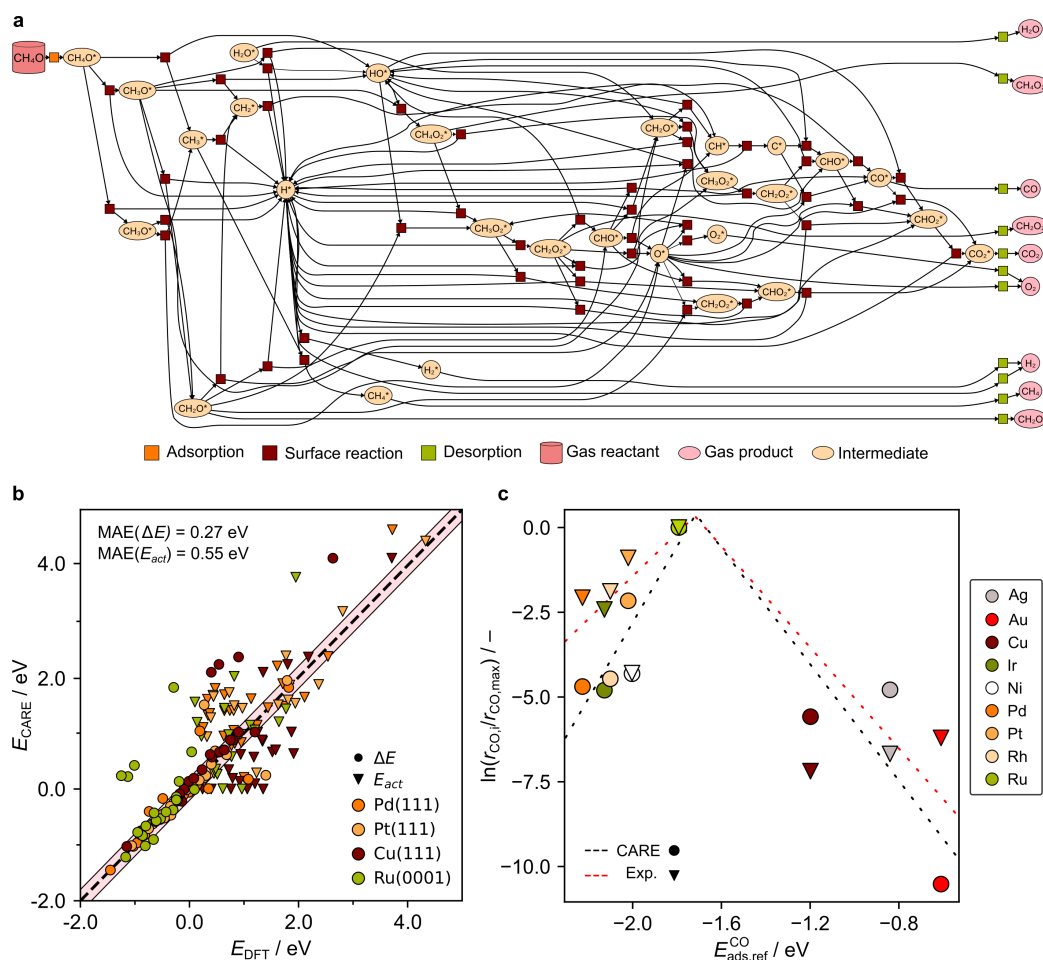 a
CH₄O
CH₄O*
CH₃O*
CH₃*
CH₃O*
CH₂O*
H₂O*
CH₂*
H*
HO*
CH₄O₂*
H₂*
CH₄*
CH₃O₂*
CH₂O₂*
CHO*
O*
CH₂O*
CH*
C*
CH₃O₂*
CH₂O₂*
O₂*
CH₂O₂*
CHO₂*
CHO*
CO*
CHO₂*
CO₂*
H₂O
CH₄O₂
CO
CH₂O₂
CO₂
O₂
H₂
CH₄
CH₂O
Adsorption Surface reaction Desorption Gas reactant Gas product Intermediate
b
MAE(ΔE) = 0.27 eV
MAE(E_act) = 0.55 eV
4.0
2.0
0.0
-2.0
E_CARE / eV
ΔE
E_act
Pd(111)
Pt(111)
Cu(111)
Ru(0001)
-2.0 0.0 2.0 4.0
E_DFT / eV
c
0.0
−2.5
−5.0
−7.5
−10.0
ln(r_CO,i/r_CO,max) / −
CARE
Exp.
−2.0 −1.6 −1.2 −0.8
E^CO_ads,ref / eV
Ag
Au
Cu
Ir
Ni
Pd
Pt
Rh
Ru